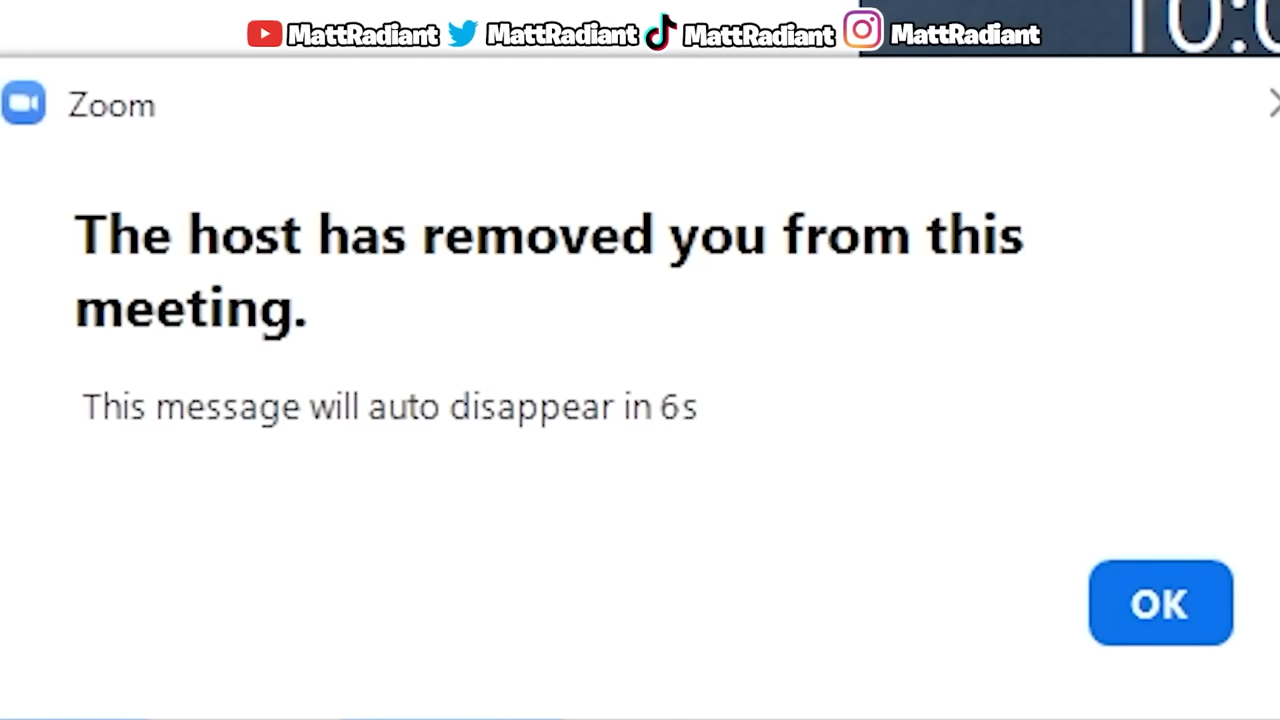 MattRadiant MattRadiant MattRadiant MattRadiant
Zoom
The host has removed you from this
meeting.
This message will auto disappear in 6s
OK